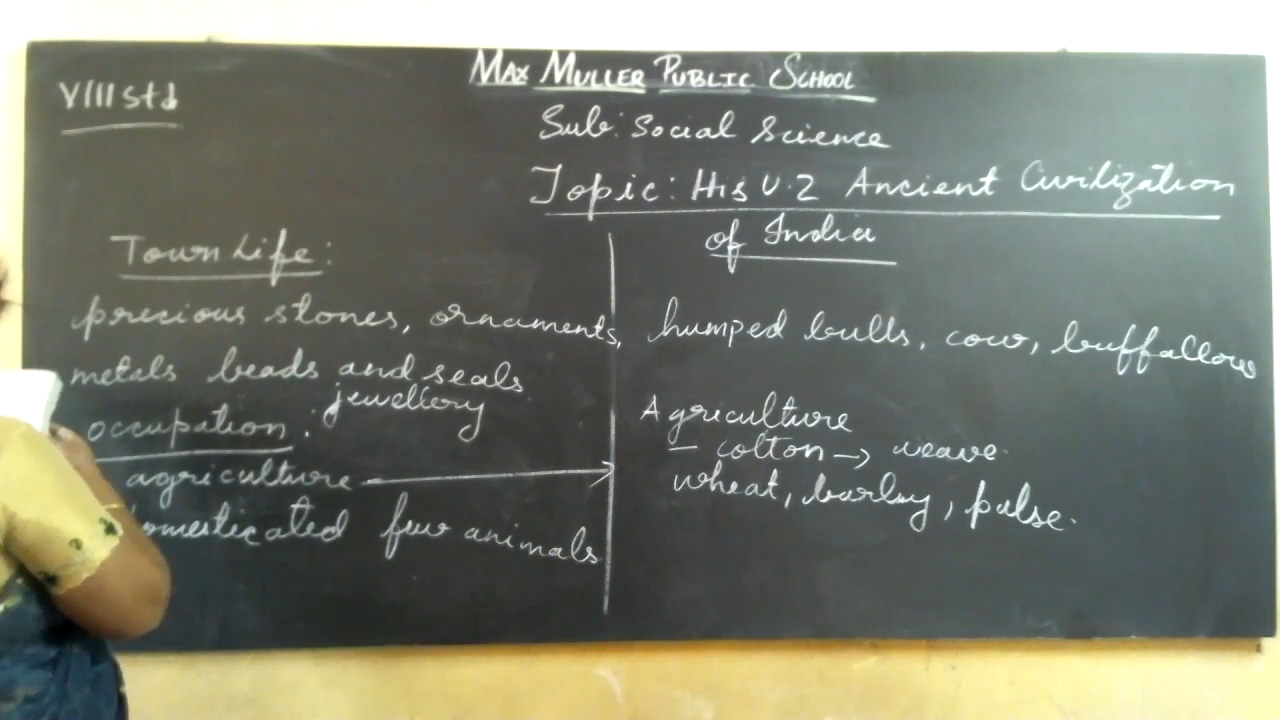 MAX MULLER PUBLIC SCHOOL
VIII Std
Sub: Social Science
Topic: His U.2 Ancient Civilization
of India
Town Life:
precious stones, ornaments,
metals beads and seals
jewellery
occupation:
agriculture →
domesticated few animals
humped bulls, cow, buffallows
Agriculture
– cotton → weave.
wheat, barley, pulse.